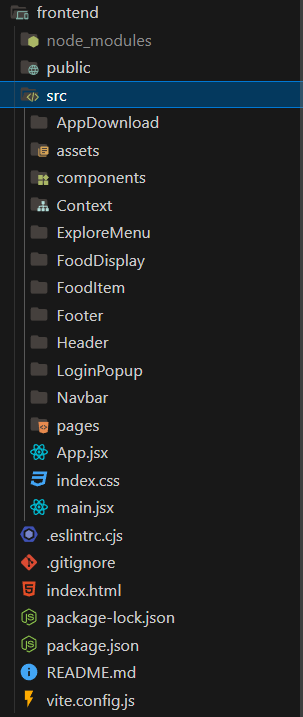 frontend
node_modules
public
src
AppDownload
assets
components
Context
ExploreMenu
FoodDisplay
FoodItem
Footer
Header
LoginPopup
Navbar
pages
App.jsx
index.css
main.jsx
.eslintrc.cjs
.gitignore
index.html
package-lock.json
package.json
README.md
vite.config.js